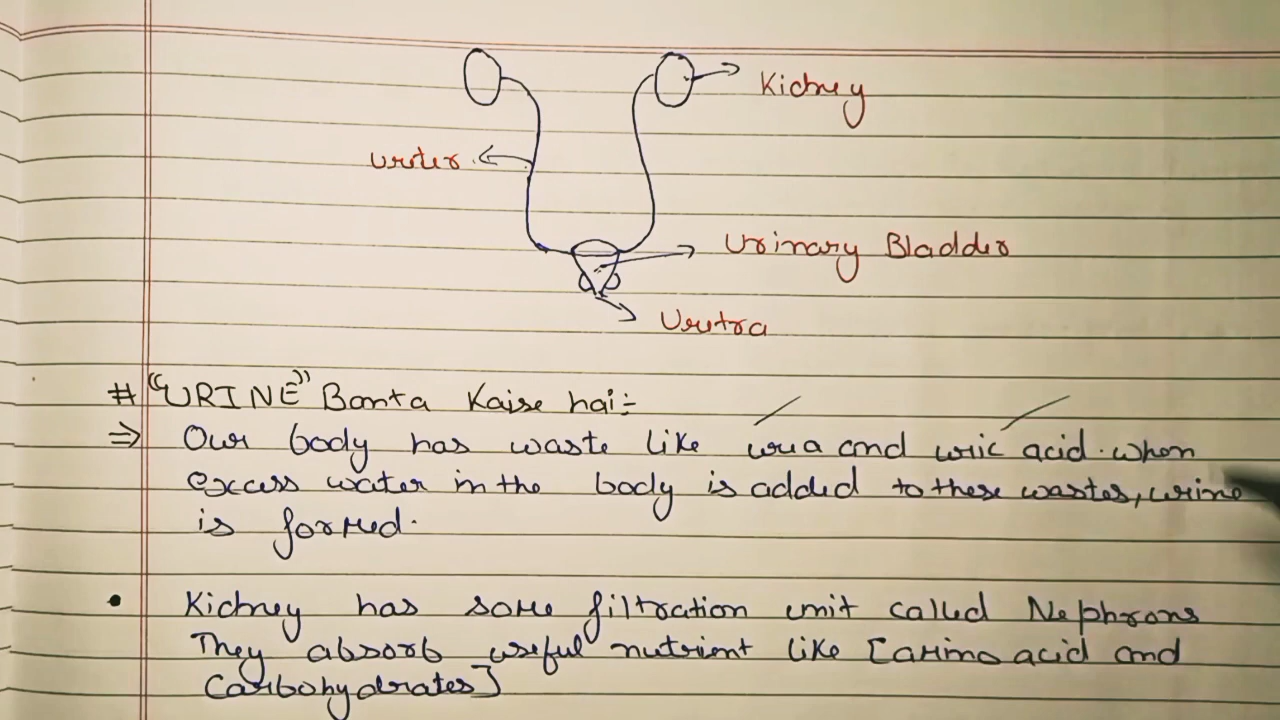 Kidney
ureter
Urinary Bladder
Uretra
# "URINE" Banta Kaise hai:-
⇒ Our body has waste like urea and uric acid. when
excess water in the body is added to these wastes, urine
is formed.
• Kidney has some filtration unit called Nephrons
They absorb useful nutrient like [amino acid and
Carbohydrates]